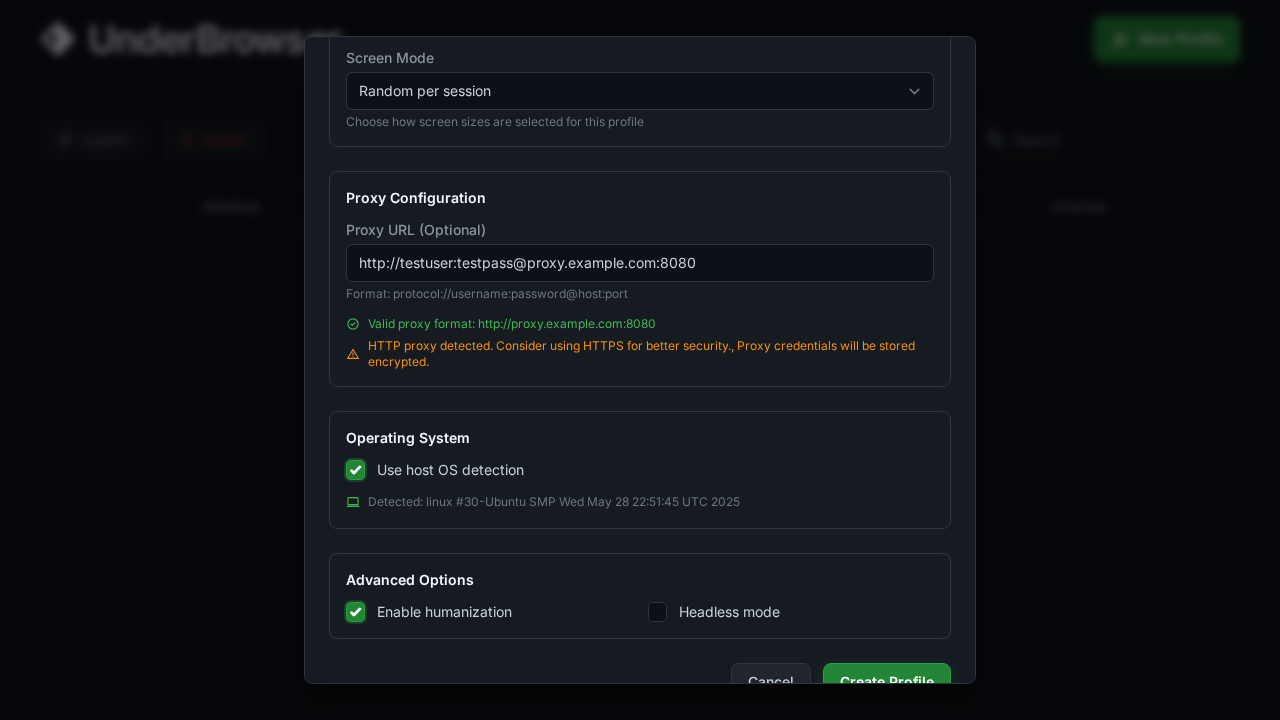 UnderBrowser
New Profile
Launch
Delete
Search
PROFILE
STATUS
Screen Mode
Random per session
Choose how screen sizes are selected for this profile
Proxy Configuration
Proxy URL (Optional)
http://testuser:testpass@proxy.example.com:8080
Format: protocol://username:password@host:port
Valid proxy format: http://proxy.example.com:8080
HTTP proxy detected. Consider using HTTPS for better security., Proxy credentials will be stored
encrypted.
Operating System
Use host OS detection
Detected: linux #30-Ubuntu SMP Wed May 28 22:51:45 UTC 2025
Advanced Options
Enable humanization
Headless mode
Cancel
Create Profile